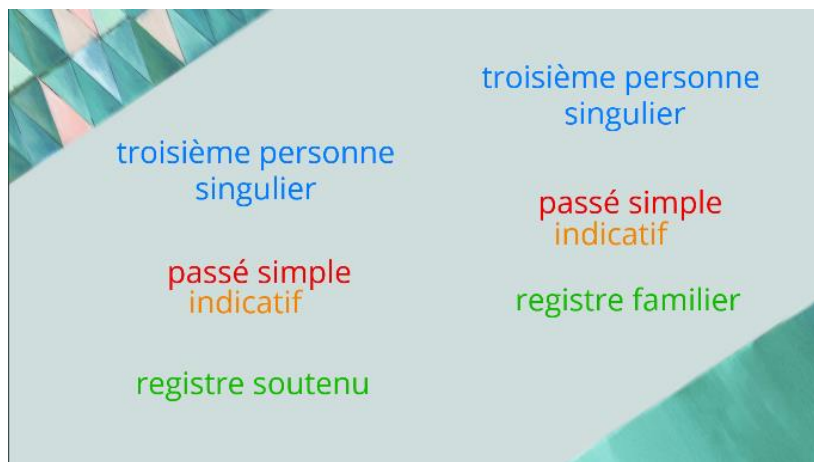 troisième personne
singulier
passé simple
indicatif
registre soutenu
troisième personne
singulier
passé simple
indicatif
registre familier